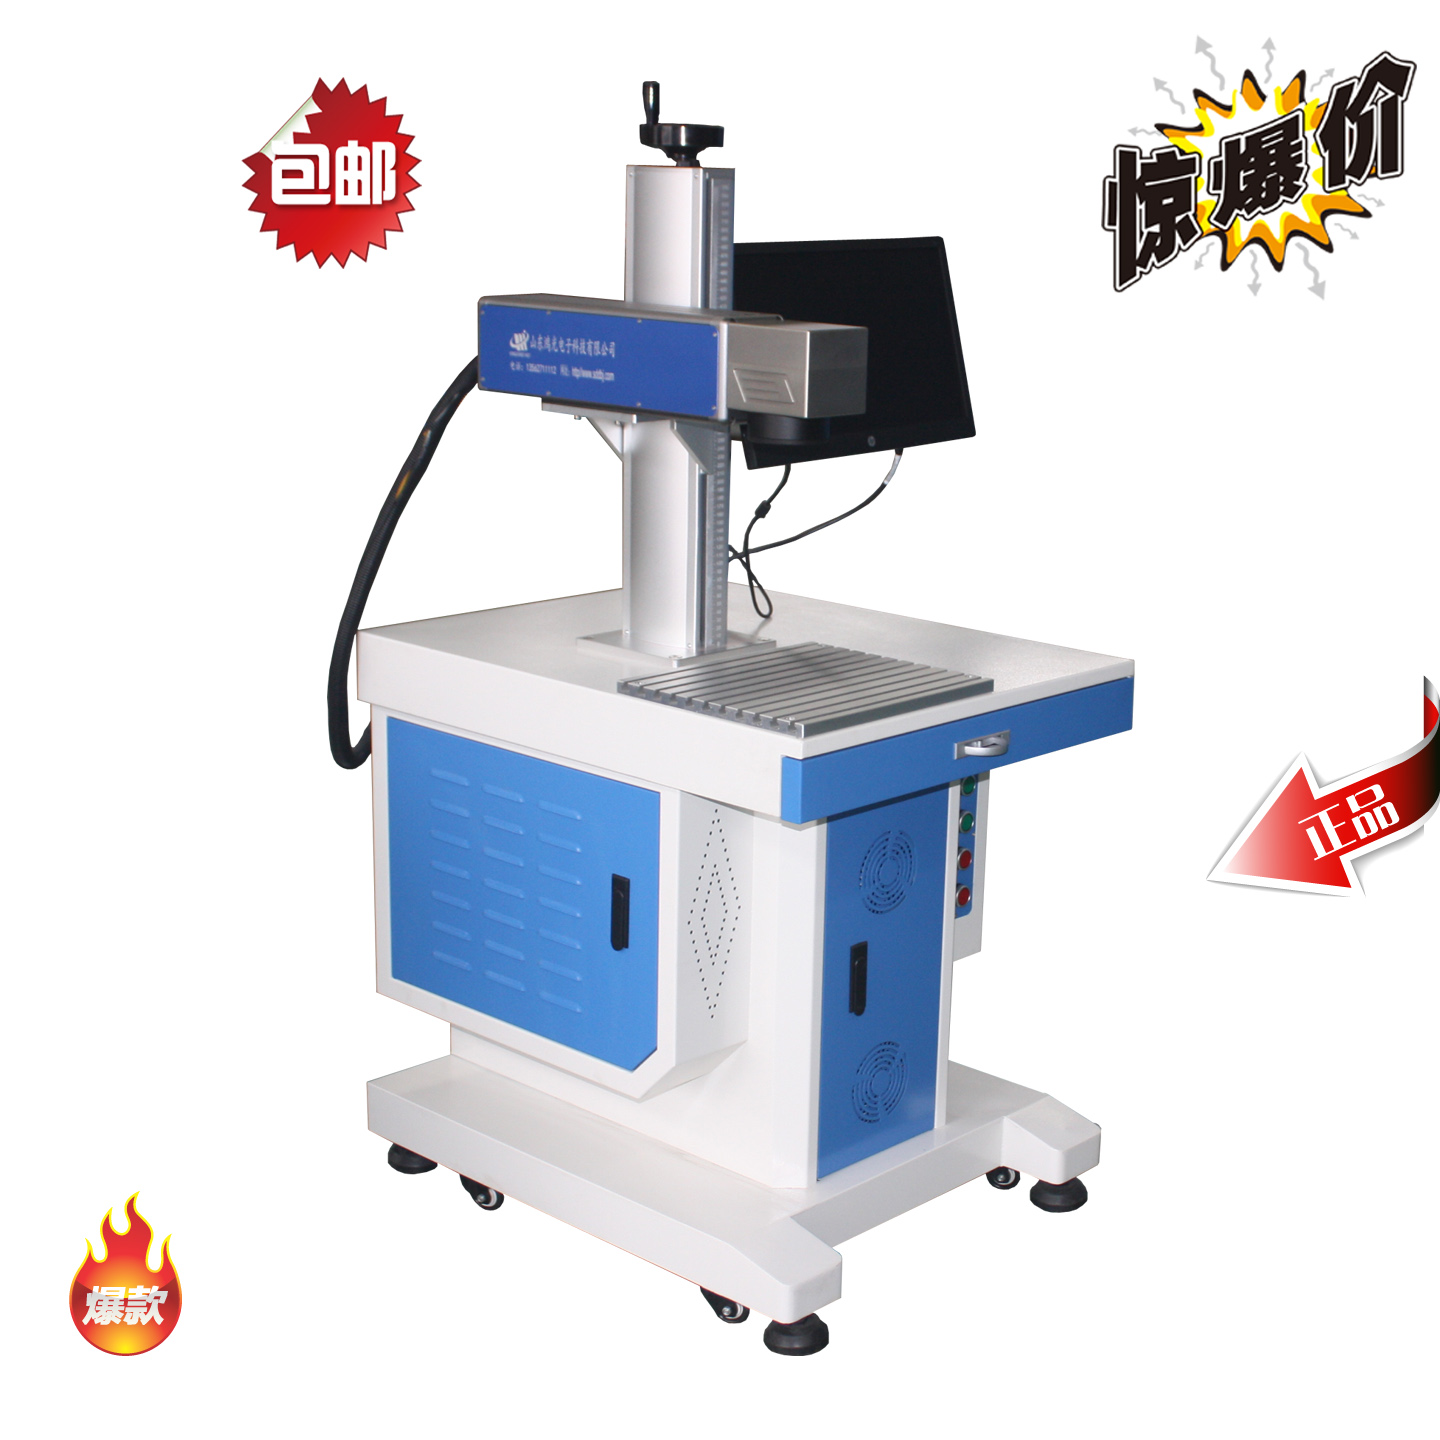 包邮
惊爆价
山东鸿光电子科技有限公司
正品
爆款